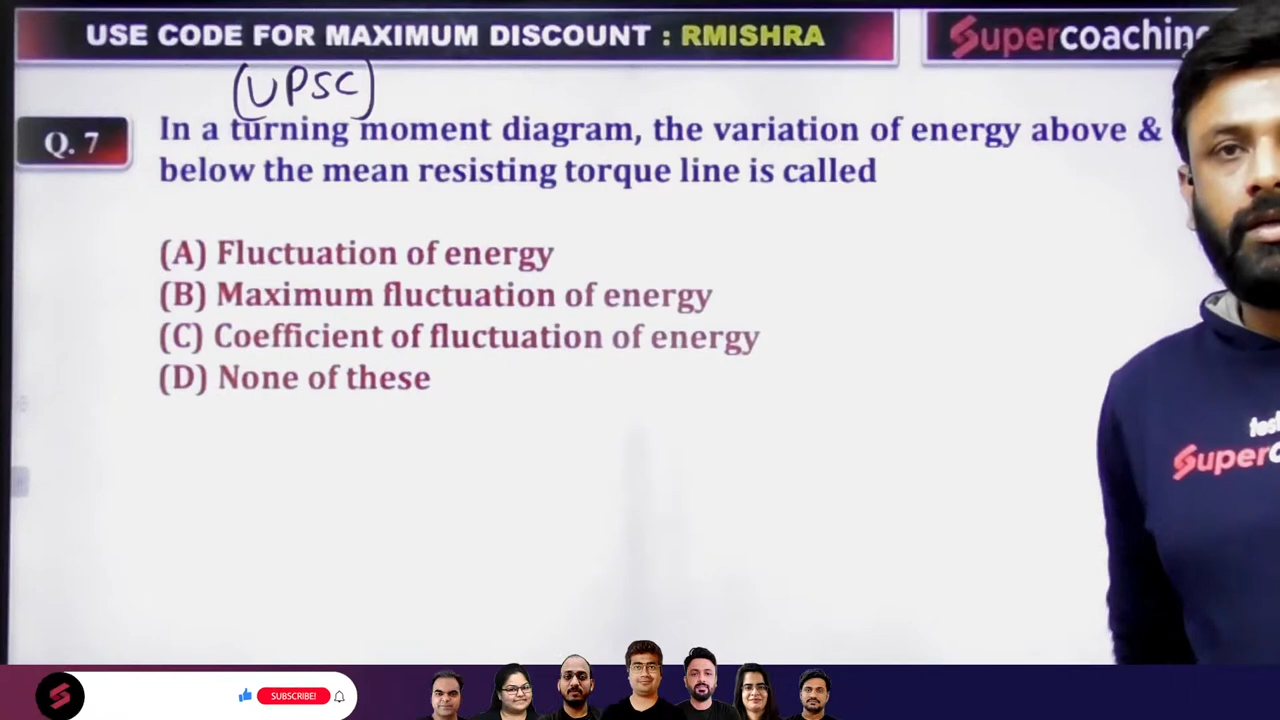 USE CODE FOR MAXIMUM DISCOUNT : RMISHRA
Supercoaching
(UPSC)
Q. 7
In a turning moment diagram, the variation of energy above &
below the mean resisting torque line is called
(A) Fluctuation of energy
(B) Maximum fluctuation of energy
(C) Coefficient of fluctuation of energy
(D) None of these
SUBSCRIBE!